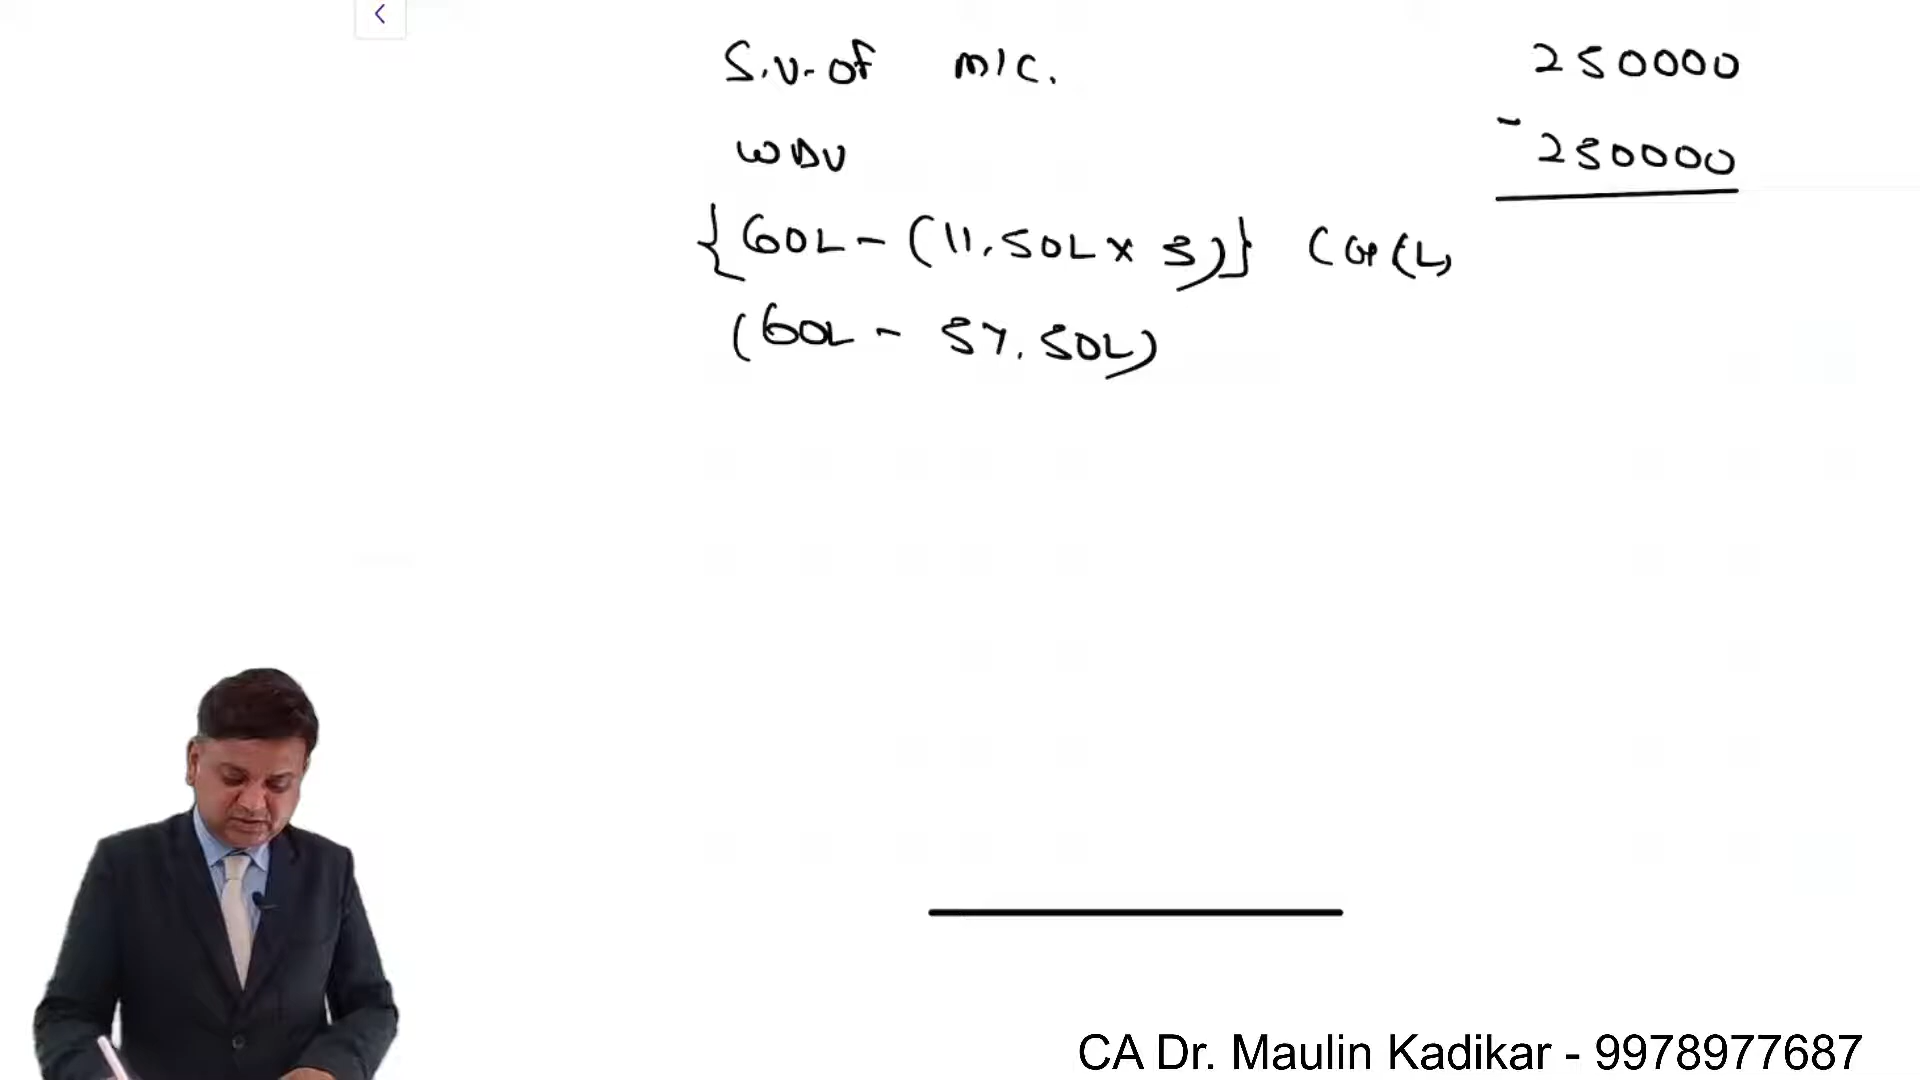 S.V. of M/C. 250000
WDV - 250000
{60L - (11.50L x 5)} CG/(L)
(60L - 57.50L)
CA Dr. Maulin Kadikar - 9978977687